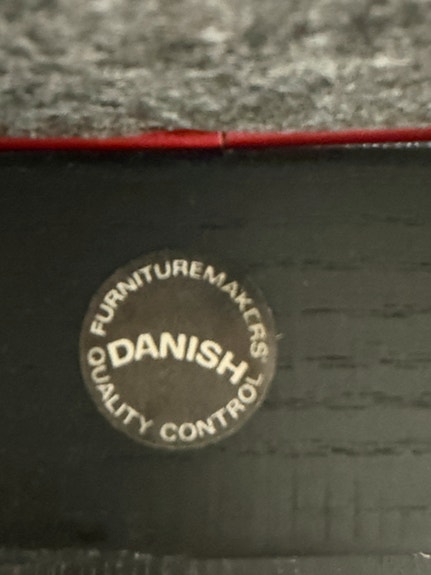 FURNITUREMAKERS'
DANISH
QUALITY CONTROL